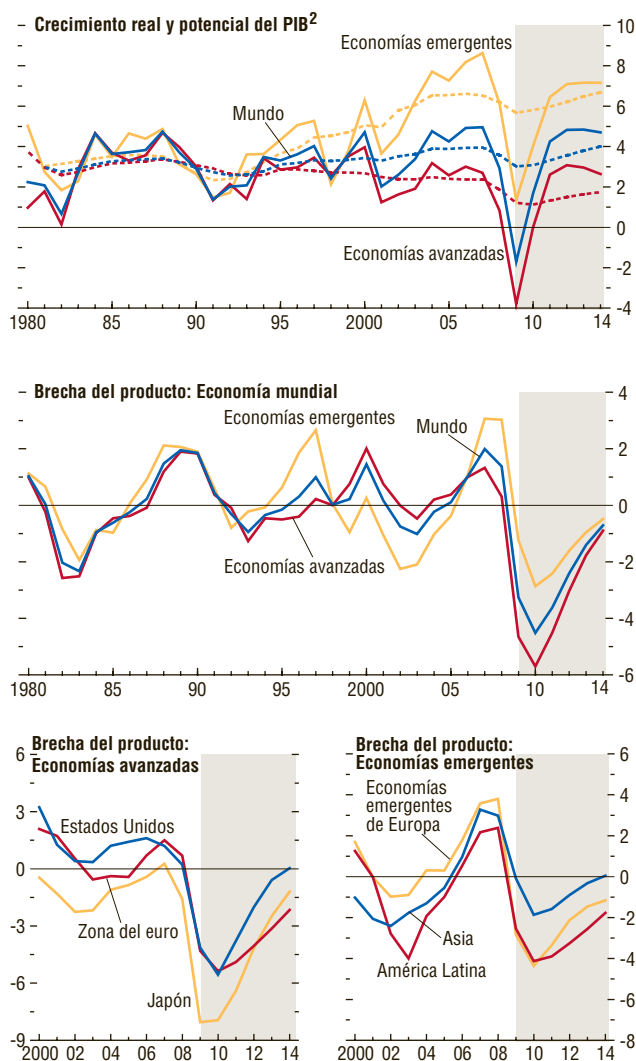 Crecimiento real y potencial del PIB2
10
Economías emergentes
8
Mundo
6
4
2
0
Economías avanzadas
-2
-4
1980 85 90 95 2000 05 10 14
Brecha del producto: Economía mundial
4
Economías emergentes
Mundo
2
0
Economías avanzadas
-2
-4
-6
1980 85 90 95 2000 05 10 14
Brecha del producto:
Economías avanzadas
6
3
Estados Unidos
0
Zona del euro
-3
-6
Japón
-9
2000 02 04 06 08 10 12 14
Brecha del producto:
Economías emergentes
6
Economías
emergentes
de Europa
4
2
0
-2
Asia
-4
América Latina
-6
-8
2000 02 04 06 08 10 12 14